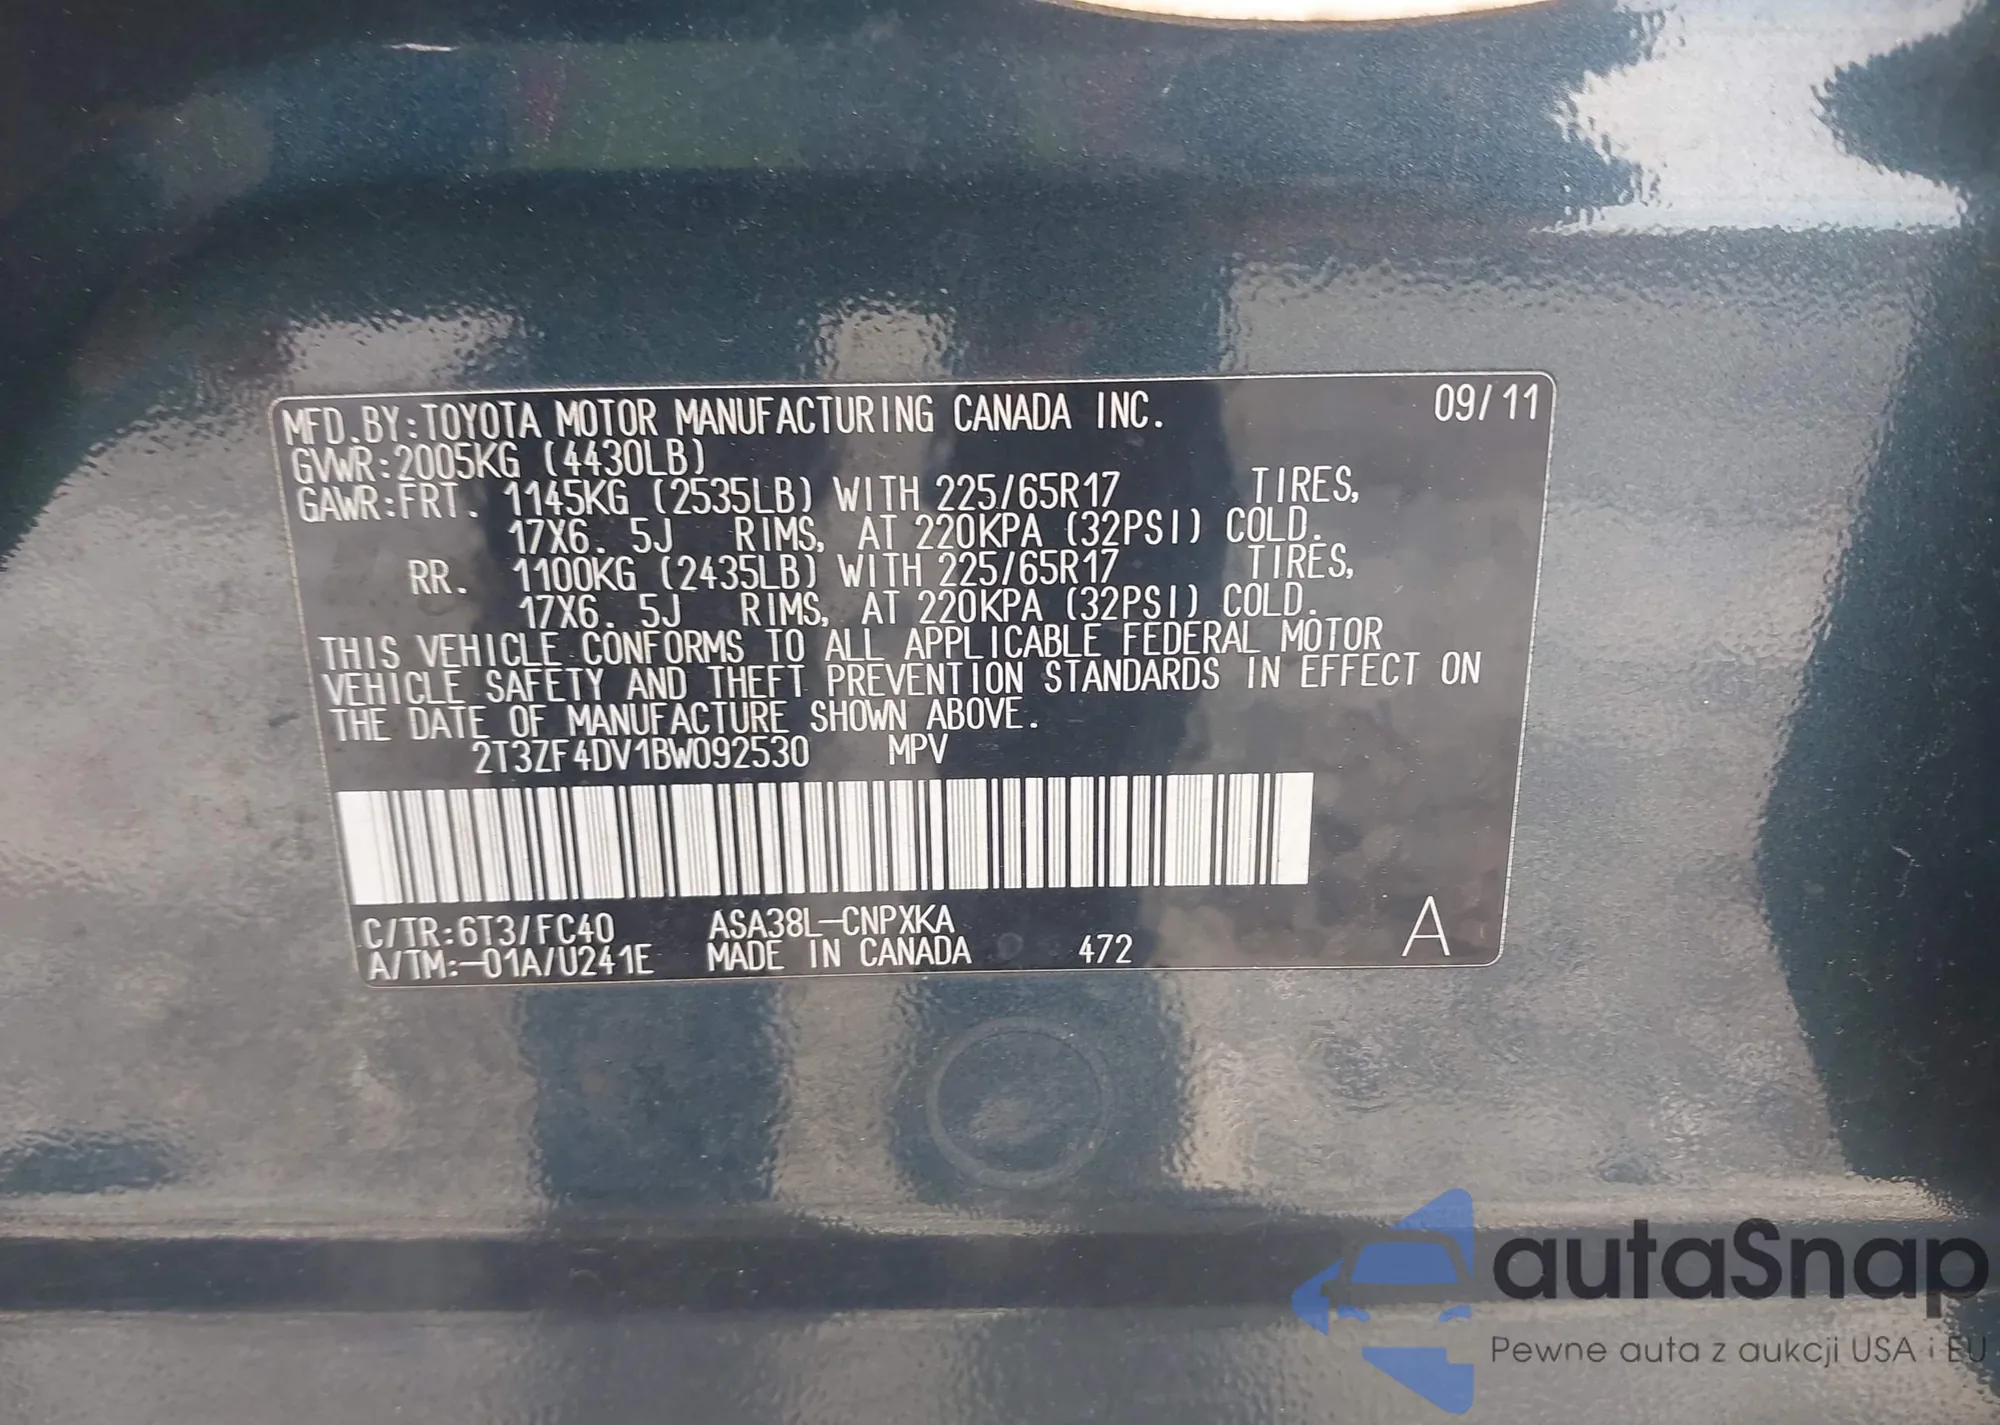 MFD.BY:TOYOTA MOTOR MANUFACTURING CANADA INC. 09/11
GVWR:2005KG (4430LB)
GAWR:FRT. 1145KG (2535LB) WITH 225/65R17 TIRES,
17X6. 5J RIMS, AT 220KPA (32PSI) COLD.
RR. 1100KG (2435LB) WITH 225/65R17 TIRES,
17X6. 5J RIMS, AT 220KPA (32PSI) COLD.
THIS VEHICLE CONFORMS TO ALL APPLICABLE FEDERAL MOTOR
VEHICLE SAFETY AND THEFT PREVENTION STANDARDS IN EFFECT ON
THE DATE OF MANUFACTURE SHOWN ABOVE.
2T3ZF4DV1BW092530 MPV
C/TR:6T3/FC40 ASA38L-CNPXKA
A/TM:-01A/U241E MADE IN CANADA 472 A
autaSnap
Pewne auta z aukcji USA i EU